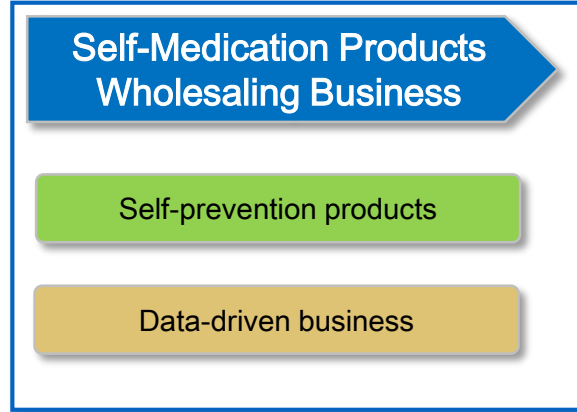 Self-Medication Products
Wholesaling Business
Self-prevention products
Data-driven business